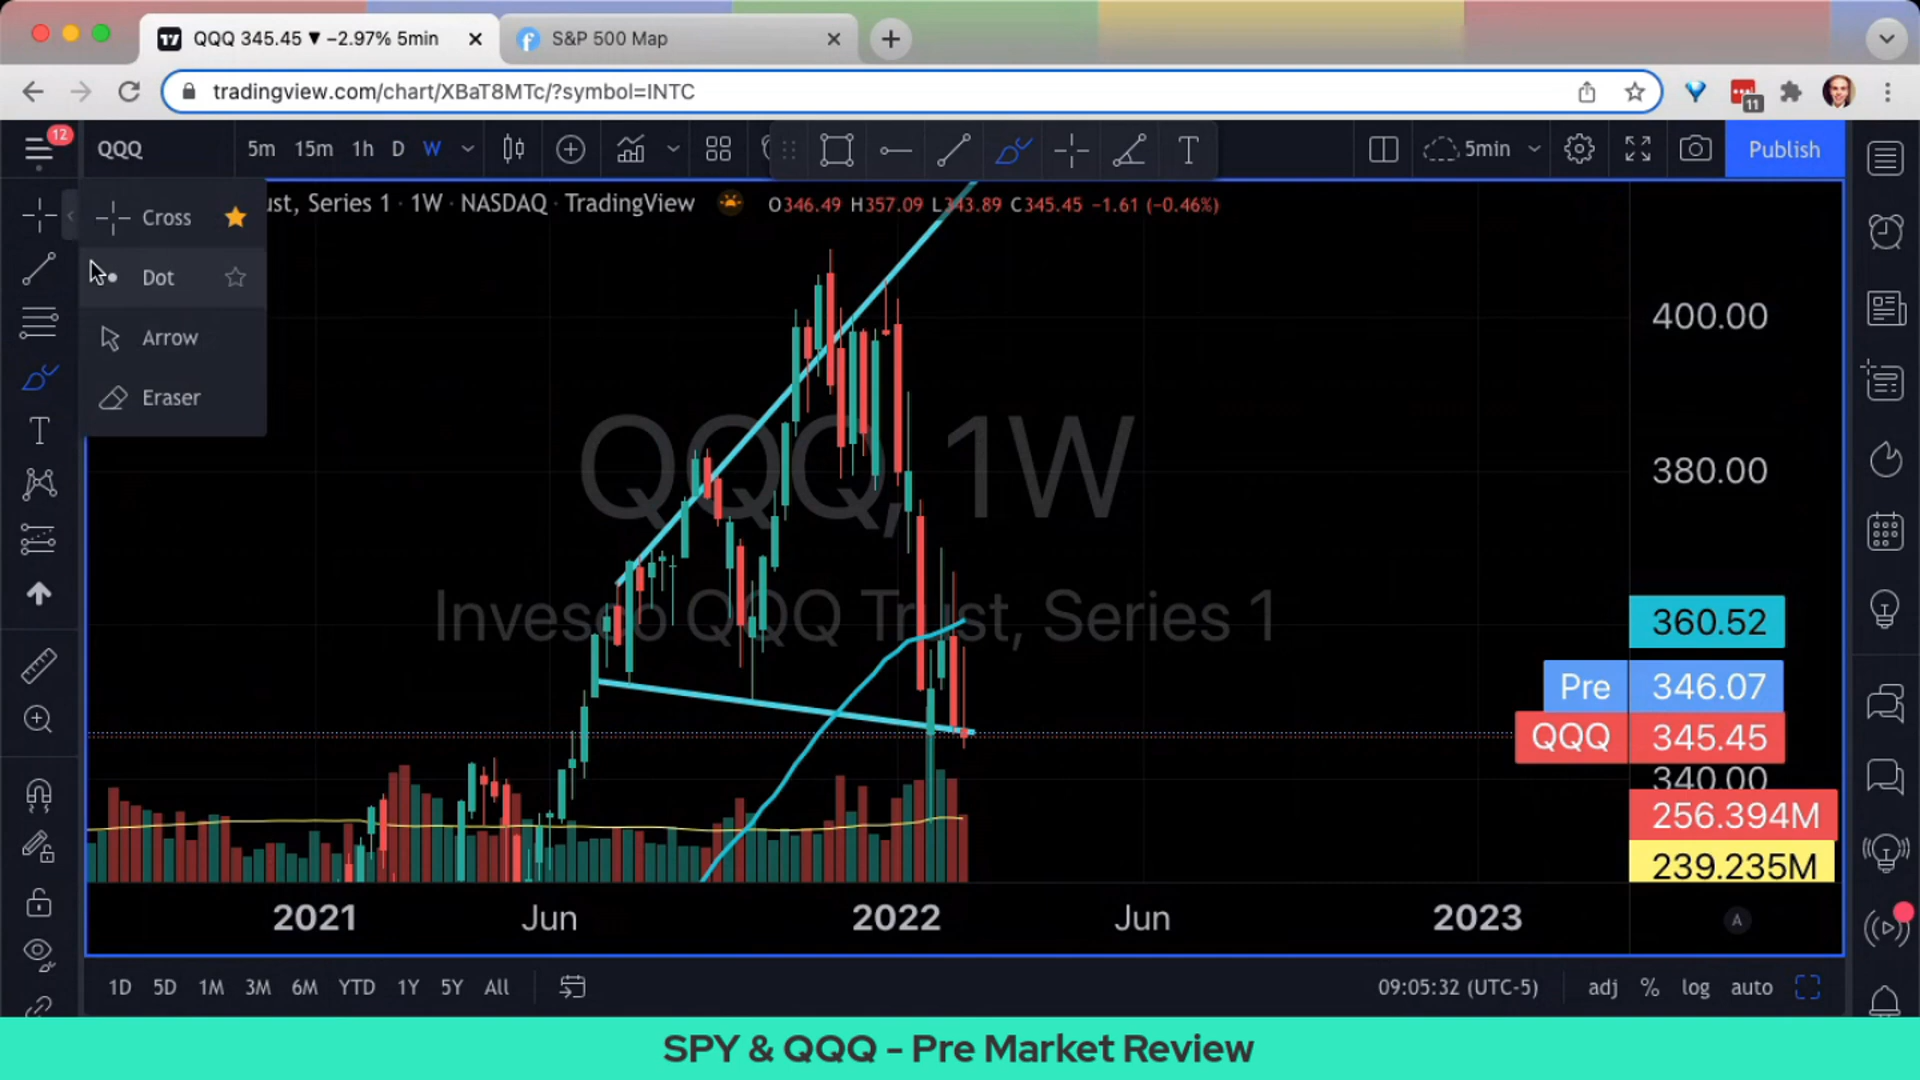 QQQ 345.45 ▼ −2.97% 5min
S&P 500 Map
tradingview.com/chart/XBaT8MTc/?symbol=INTC
11
12
QQQ
5m 15m 1h D W
5min
Publish
Cross
Dot
Arrow
Eraser
ust, Series 1 · 1W · NASDAQ · TradingView
O346.49 H357.09 L343.89 C345.45 −1.61 (−0.46%)
QQQ, 1W
Invesco QQQ Trust, Series 1
400.00
380.00
360.52
Pre 346.07
QQQ 345.45
340.00
256.394M
239.235M
2021 Jun 2022 Jun 2023
A
1D 5D 1M 3M 6M YTD 1Y 5Y All
09:05:32 (UTC-5)
adj % log auto
SPY & QQQ - Pre Market Review